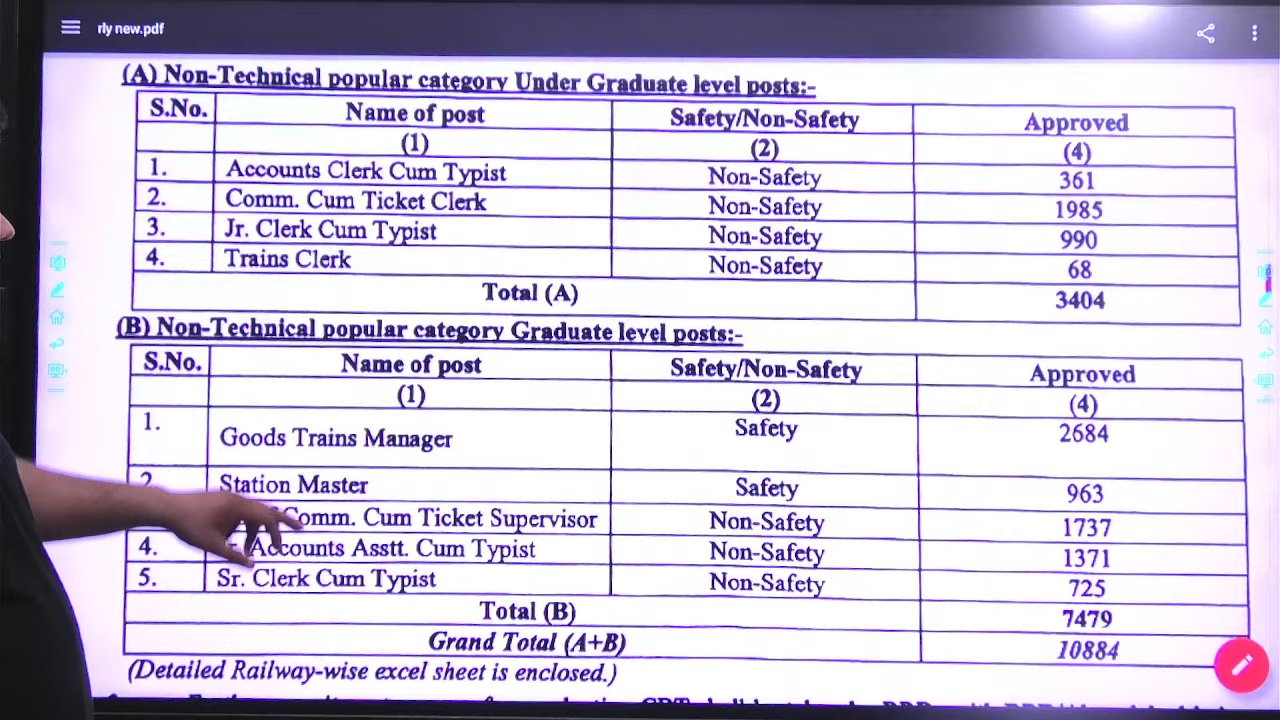 rly new.pdf
(A) Non-Technical popular category Under Graduate level posts:-
S.No. Name of post Safety/Non-Safety Approved
(1) (2) (4)
1. Accounts Clerk Cum Typist Non-Safety 361
2. Comm. Cum Ticket Clerk Non-Safety 1985
3. Jr. Clerk Cum Typist Non-Safety 990
4. Trains Clerk Non-Safety 68
Total (A) 3404
(B) Non-Technical popular category Graduate level posts:-
S.No. Name of post Safety/Non-Safety Approved
(1) (2) (4)
1. Goods Trains Manager Safety 2684
2. Station Master Safety 963
Comm. Cum Ticket Supervisor Non-Safety 1737
4. Accounts Asstt. Cum Typist Non-Safety 1371
5. Sr. Clerk Cum Typist Non-Safety 725
Total (B) 7479
Grand Total (A+B) 10884
(Detailed Railway-wise excel sheet is enclosed.)